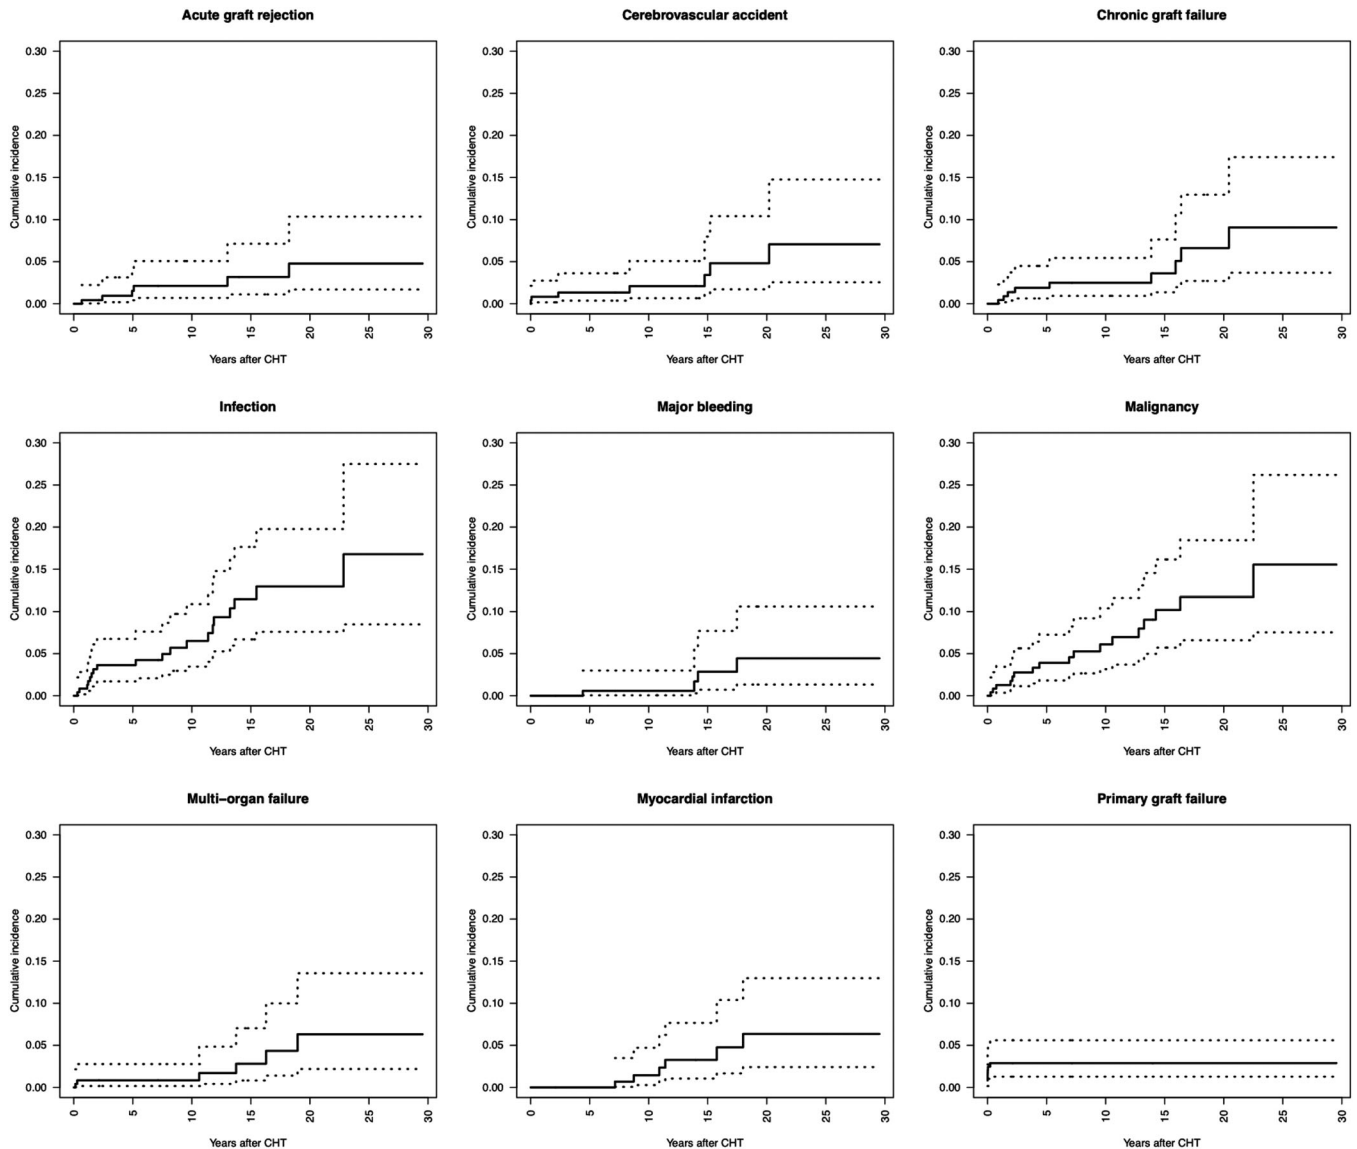 Acute graft rejection
Cumulative incidence
0.30
0.25
0.20
0.15
0.10
0.05
0.00
0 5 10 15 20 25 30
Years after CHT
Cerebrovascular accident
Cumulative incidence
0.30
0.25
0.20
0.15
0.10
0.05
0.00
0 5 10 15 20 25 30
Years after CHT
Chronic graft failure
Cumulative incidence
0.30
0.25
0.20
0.15
0.10
0.05
0.00
0 5 10 15 20 25 30
Years after CHT
Infection
Cumulative incidence
0.30
0.25
0.20
0.15
0.10
0.05
0.00
0 5 10 15 20 25 30
Years after CHT
Major bleeding
Cumulative incidence
0.30
0.25
0.20
0.15
0.10
0.05
0.00
0 5 10 15 20 25 30
Years after CHT
Malignancy
Cumulative incidence
0.30
0.25
0.20
0.15
0.10
0.05
0.00
0 5 10 15 20 25 30
Years after CHT
Multi−organ failure
Cumulative incidence
0.30
0.25
0.20
0.15
0.10
0.05
0.00
0 5 10 15 20 25 30
Years after CHT
Myocardial infarction
Cumulative incidence
0.30
0.25
0.20
0.15
0.10
0.05
0.00
0 5 10 15 20 25 30
Years after CHT
Primary graft failure
Cumulative incidence
0.30
0.25
0.20
0.15
0.10
0.05
0.00
0 5 10 15 20 25 30
Years after CHT